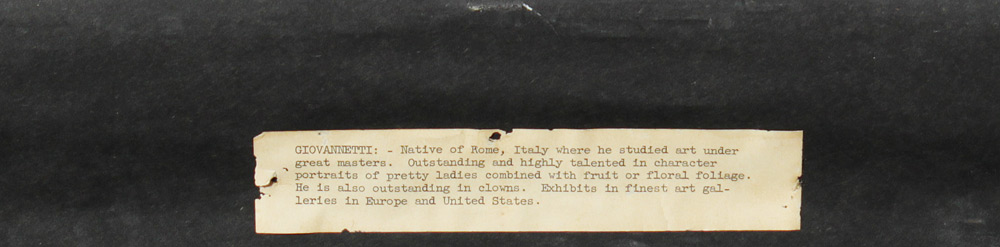 GIOVANNETTI: - Native of Rome, Italy where he studied art under
great masters. Outstanding and highly talented in character
portraits of pretty ladies combined with fruit or floral foliage.
He is also outstanding in clowns. Exhibits in finest art gal-
leries in Europe and United States.